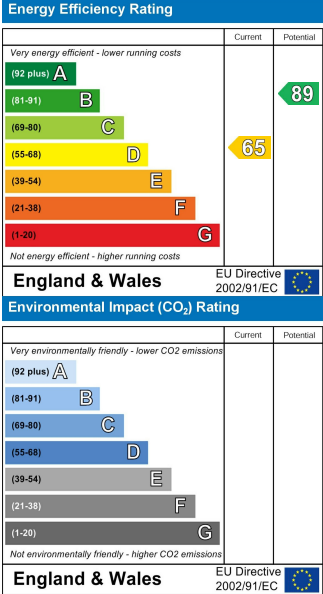 Energy Efficiency Rating
Current Potential
Very energy efficient - lower running costs
(92 plus) A
(81-91) B
89
(69-80) C
(55-68) D
65
(39-54) E
(21-38) F
(1-20) G
Not energy efficient - higher running costs
England & Wales
EU Directive
2002/91/EC
Environmental Impact (CO₂) Rating
Current Potential
Very environmentally friendly - lower CO2 emissions
(92 plus) A
(81-91) B
(69-80) C
(55-68) D
(39-54) E
(21-38) F
(1-20) G
Not environmentally friendly - higher CO2 emissions
England & Wales
EU Directive
2002/91/EC